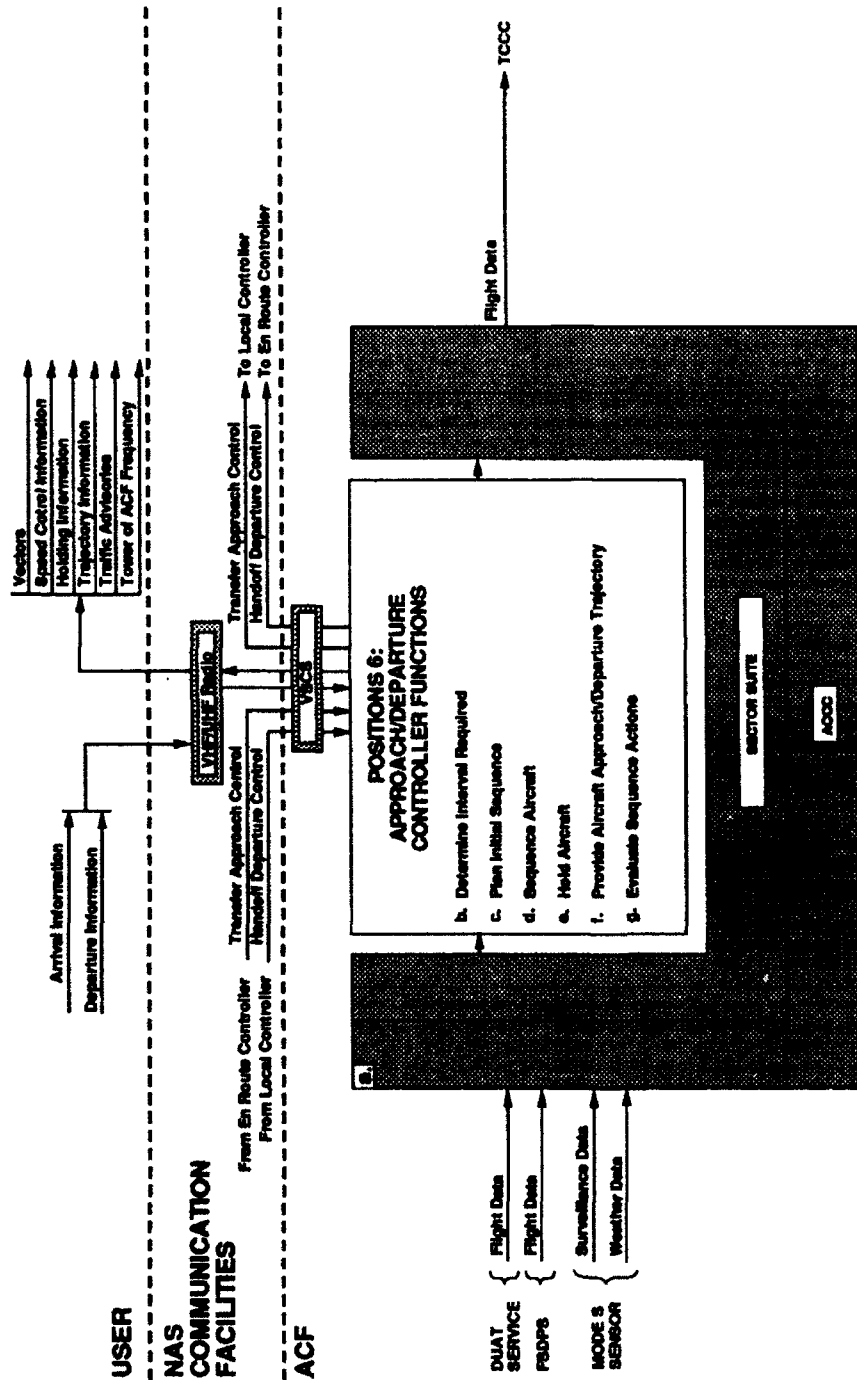 USER
Arrival Information
Departure Information
Vectors
Speed Cotrol Information
Holding Information
Trajectory Information
Traffic Advisories
Tower of ACF Frequency
NAS
COMMUNICATION
FACILITIES
VHF/UHF Radio
From En Route Controller
From Local Controller
Transfer Approach Control
Handoff Departure Control
Transfer Approach Control
Handoff Departure Control
To Local Controller
To En Route Controller
ACF
VSCS
a.
POSITIONS 6:
APPROACH/DEPARTURE
CONTROLLER FUNCTIONS
b. Determine Interval Required
c. Plan Initial Sequence
d. Sequence Aircraft
e. Hold Aircraft
f. Provide Aircraft Approach/Departure Trajectory
g. Evaluate Sequence Actions
DUAT
SERVICE
Flight Data
FSDPS
Flight Data
MODE S
SENSOR
Surveillance Data
Weather Data
Flight Data
TCCC
SECTOR SUITE
ACCC